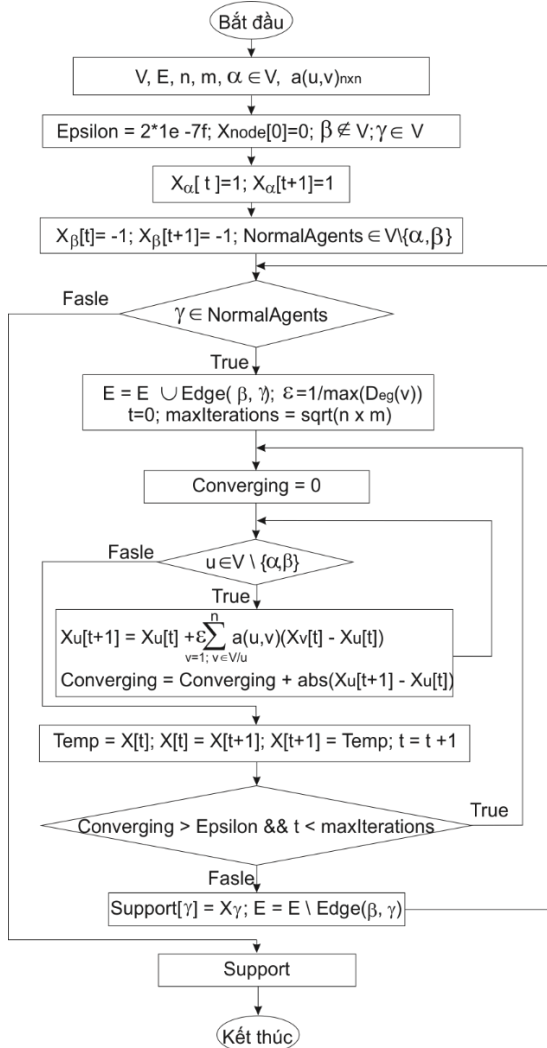 Bắt đầu
V, E, n, m, α ∈ V, a(u,v)nxn
Epsilon = 2*1e -7f; Xnode[0]=0; β ∉ V; γ ∈ V
Xα[ t ]=1; Xα[t+1]=1
Xβ[t]= -1; Xβ[t+1]= -1; NormalAgents ∈ V\{α,β}
Fasle
γ ∈ NormalAgents
True
E = E ∪ Edge( β, γ); ε =1/max(Deg(v))
t=0; maxIterations = sqrt(n x m)
Converging = 0
Fasle
u ∈ V \ {α,β}
True
n
Xu[t+1] = Xu[t] +ε∑ a(u,v)(Xv[t] - Xu[t])
v=1; v∈V/u
Converging = Converging + abs(Xu[t+1] - Xu[t])
Temp = X[t]; X[t] = X[t+1]; X[t+1] = Temp; t = t +1
True
Converging > Epsilon && t < maxIterations
Fasle
Support[γ] = Xγ; E = E \ Edge(β, γ)
Support
Kết thúc